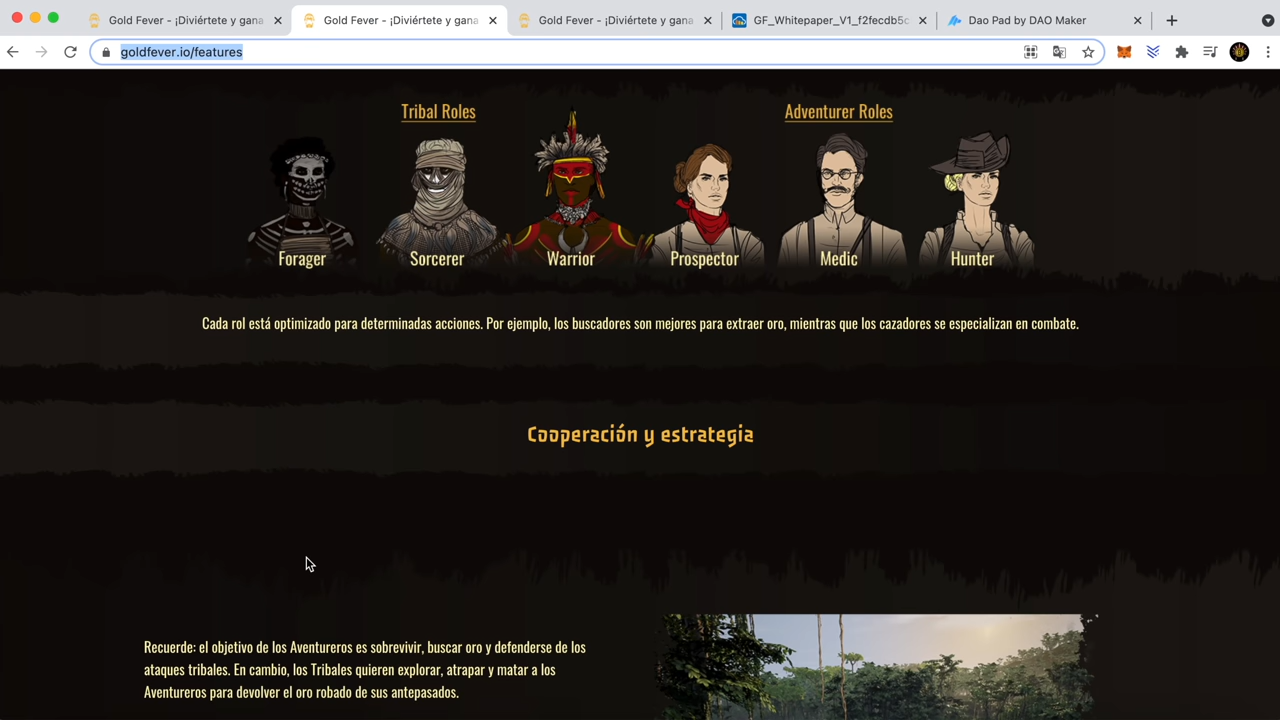 Gold Fever - ¡Diviértete y gana
Gold Fever - ¡Diviértete y gana
Gold Fever - ¡Diviértete y gana
GF_Whitepaper_V1_f2fecdb5c
Dao Pad by DAO Maker
goldfever.io/features
Tribal Roles
Adventurer Roles
Forager
Sorcerer
Warrior
Prospector
Medic
Hunter
Cada rol está optimizado para determinadas acciones. Por ejemplo, los buscadores son mejores para extraer oro, mientras que los cazadores se especializan en combate.
Cooperación y estrategia
Recuerde: el objetivo de los Aventureros es sobrevivir, buscar oro y defenderse de los
ataques tribales. En cambio, los Tribales quieren explorar, atrapar y matar a los
Aventureros para devolver el oro robado de sus antepasados.